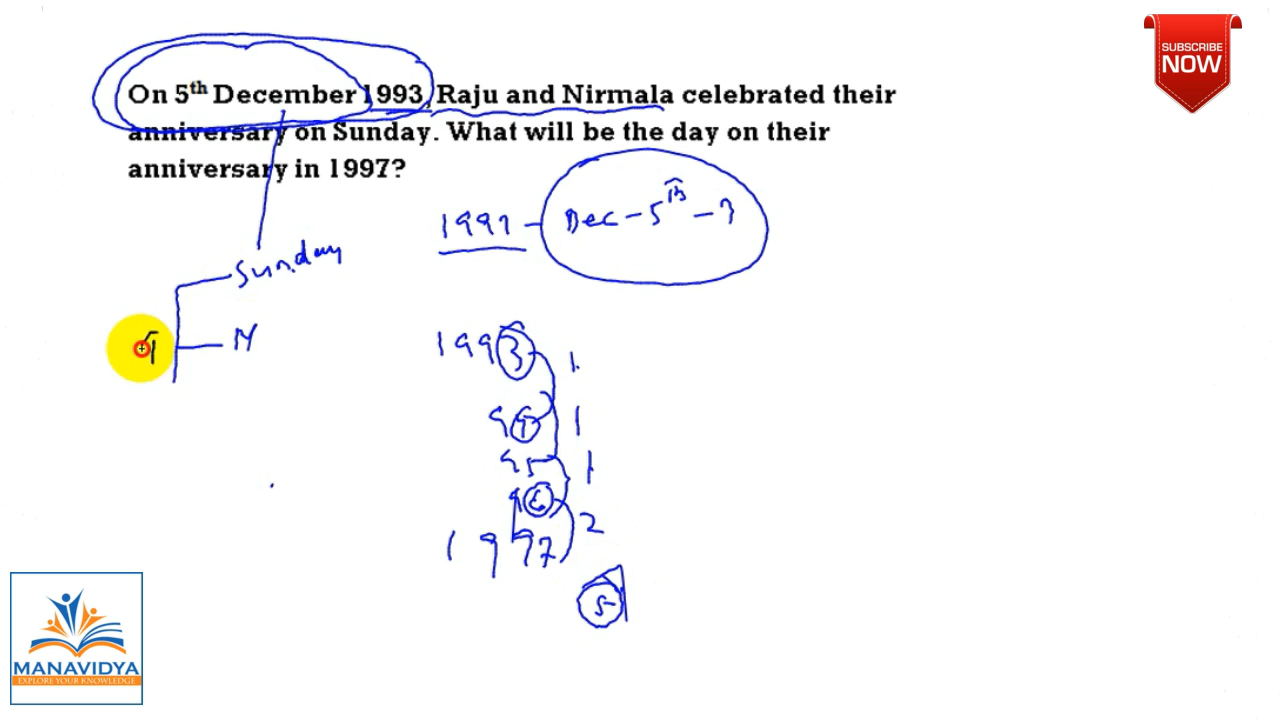 SUBSCRIBE
NOW
On 5th December 1993, Raju and Nirmala celebrated their
anniversary on Sunday. What will be the day on their
anniversary in 1997?
1997 - Dec - 5th - ?
Sunday
M
1993
1
94
1
95
1
96
2
1997
5
MANAVIDYA
EXPLORE YOUR KNOWLEDGE